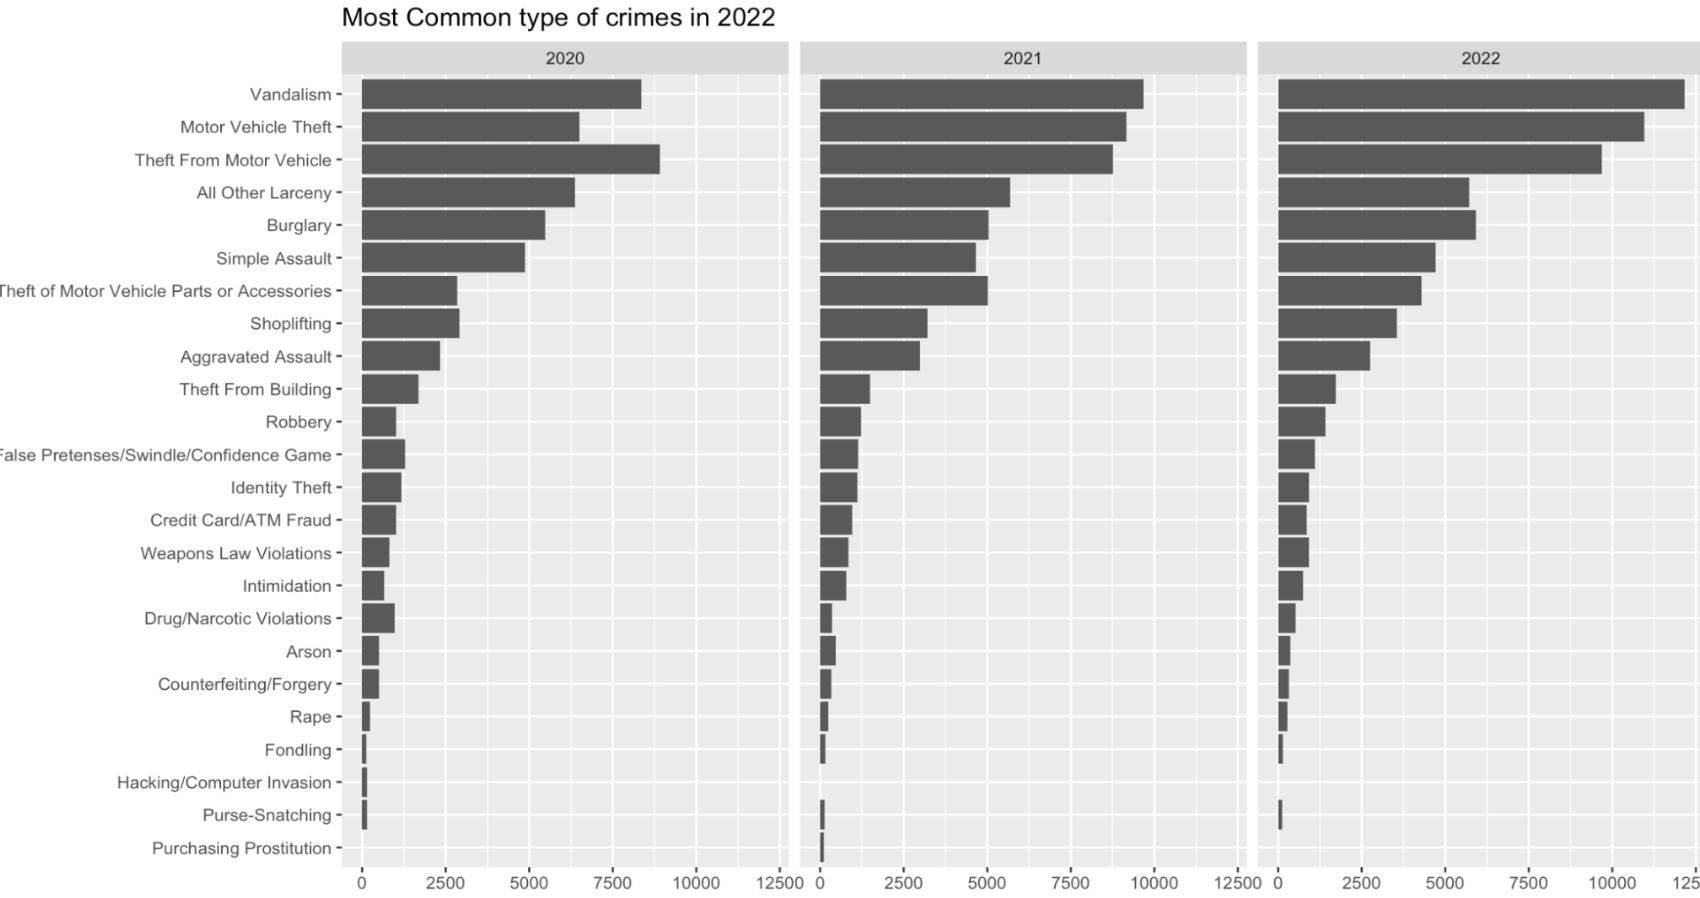 Most Common type of crimes in 2022
2020
2021
2022
Vandalism
Motor Vehicle Theft
Theft From Motor Vehicle
All Other Larceny
Burglary
Simple Assault
Theft of Motor Vehicle Parts or Accessories
Shoplifting
Aggravated Assault
Theft From Building
Robbery
False Pretenses/Swindle/Confidence Game
Identity Theft
Credit Card/ATM Fraud
Weapons Law Violations
Intimidation
Drug/Narcotic Violations
Arson
Counterfeiting/Forgery
Rape
Fondling
Hacking/Computer Invasion
Purse-Snatching
Purchasing Prostitution
0 2500 5000 7500 10000 12500
0 2500 5000 7500 10000 12500
0 2500 5000 7500 10000 125